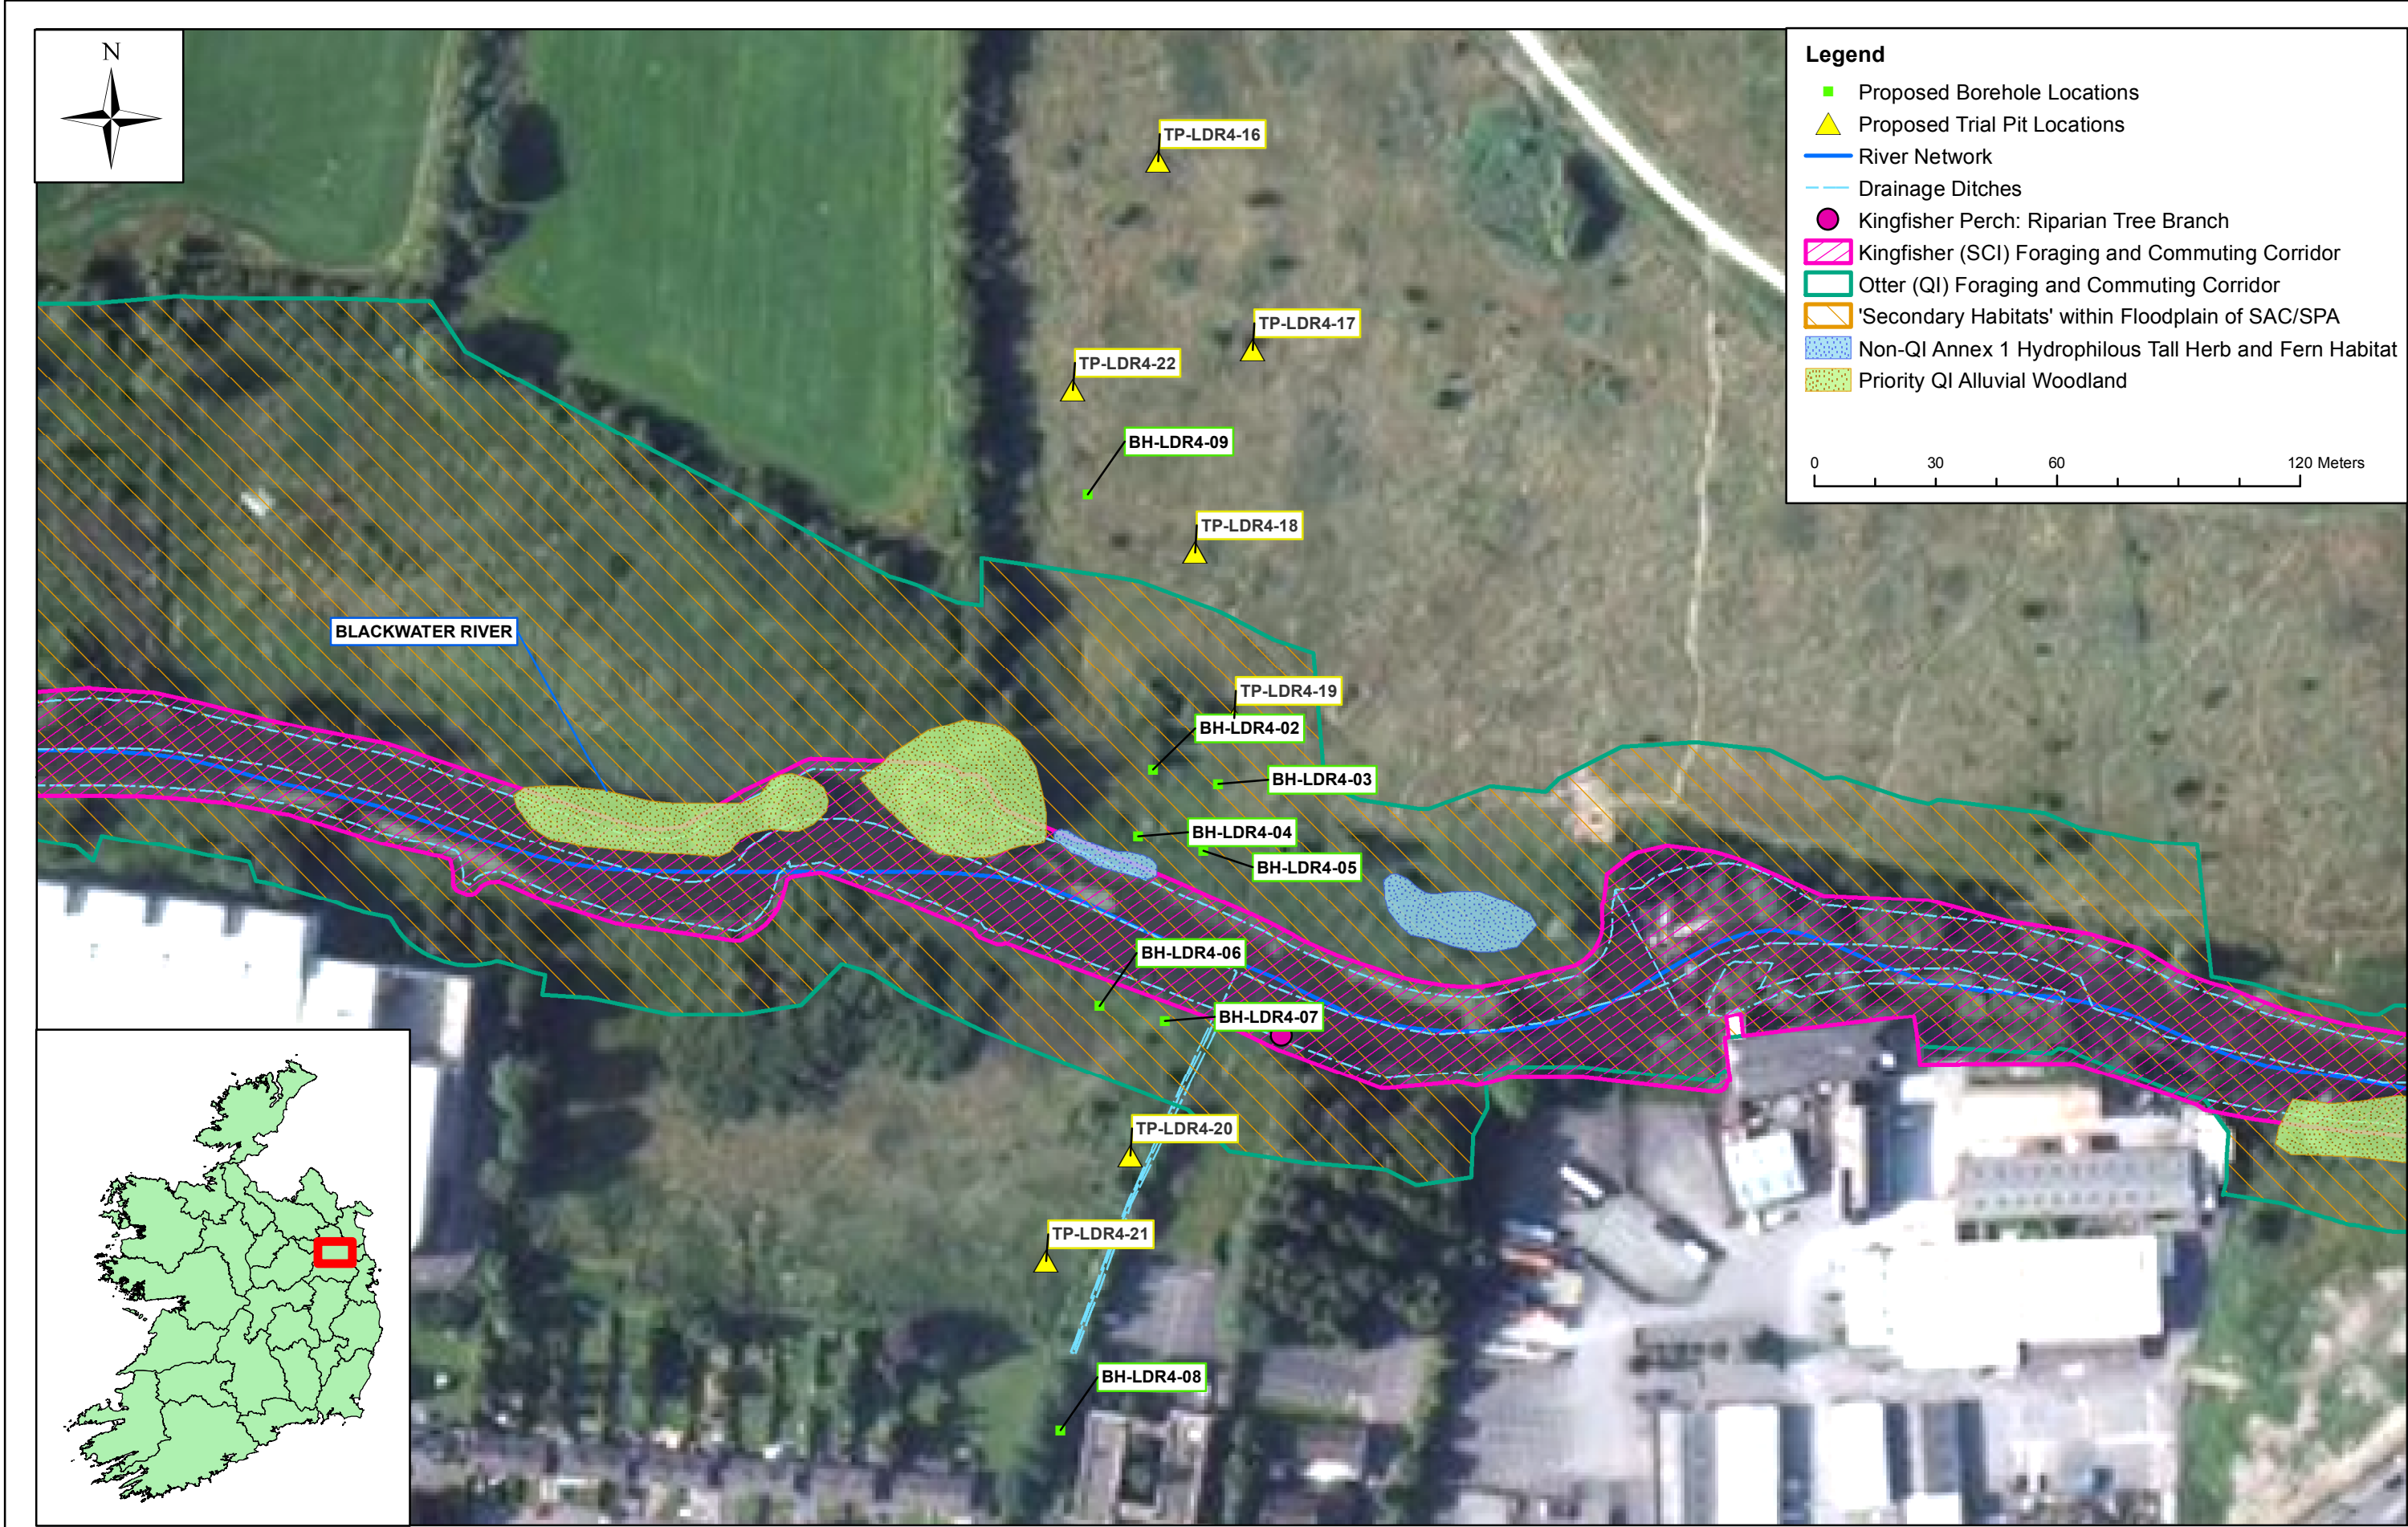 N
Legend
Proposed Borehole Locations
Proposed Trial Pit Locations
River Network
Drainage Ditches
Kingfisher Perch: Riparian Tree Branch
Kingfisher (SCI) Foraging and Commuting Corridor
Otter (QI) Foraging and Commuting Corridor
'Secondary Habitats' within Floodplain of SAC/SPA
Non-QI Annex 1 Hydrophilous Tall Herb and Fern Habitat
Priority QI Alluvial Woodland
0 30 60 120 Meters
TP-LDR4-16
TP-LDR4-17
TP-LDR4-22
BH-LDR4-09
TP-LDR4-18
BLACKWATER RIVER
TP-LDR4-19
BH-LDR4-02
BH-LDR4-03
BH-LDR4-04
BH-LDR4-05
BH-LDR4-06
BH-LDR4-07
TP-LDR4-20
TP-LDR4-21
BH-LDR4-08